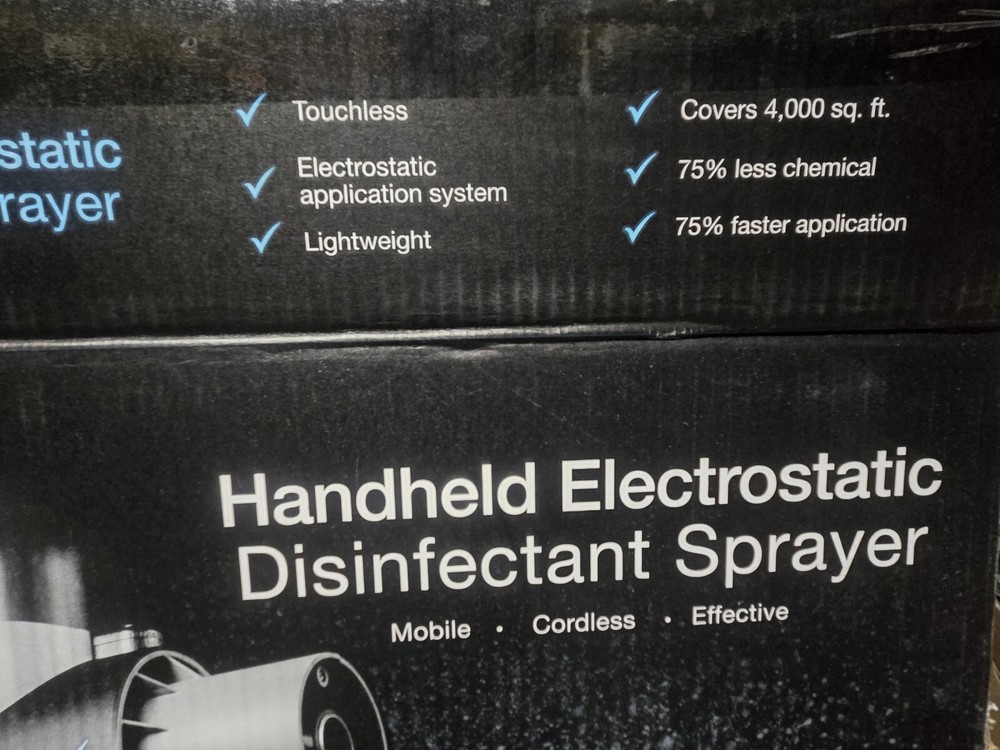 static
rayer
Touchless
Electrostatic
application system
Lightweight
Covers 4,000 sq. ft.
75% less chemical
75% faster application
Handheld Electrostatic
Disinfectant Sprayer
Mobile • Cordless • Effective